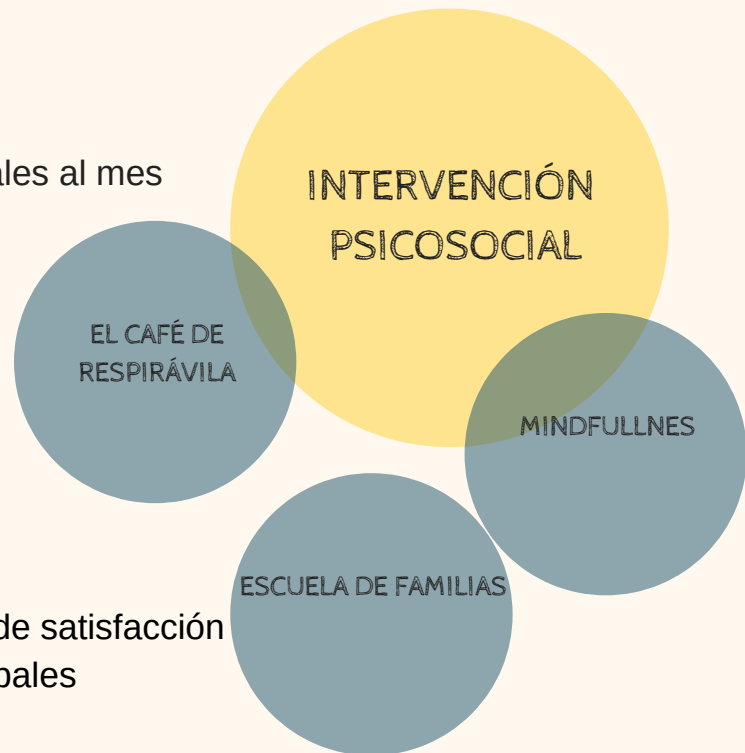 ales al mes
INTERVENCIÓN
PSICOSOCIAL
EL CAFÉ DE
RESPIRÁVILA
MINDFULLNES
ESCUELA DE FAMILIAS
de satisfacción
pales